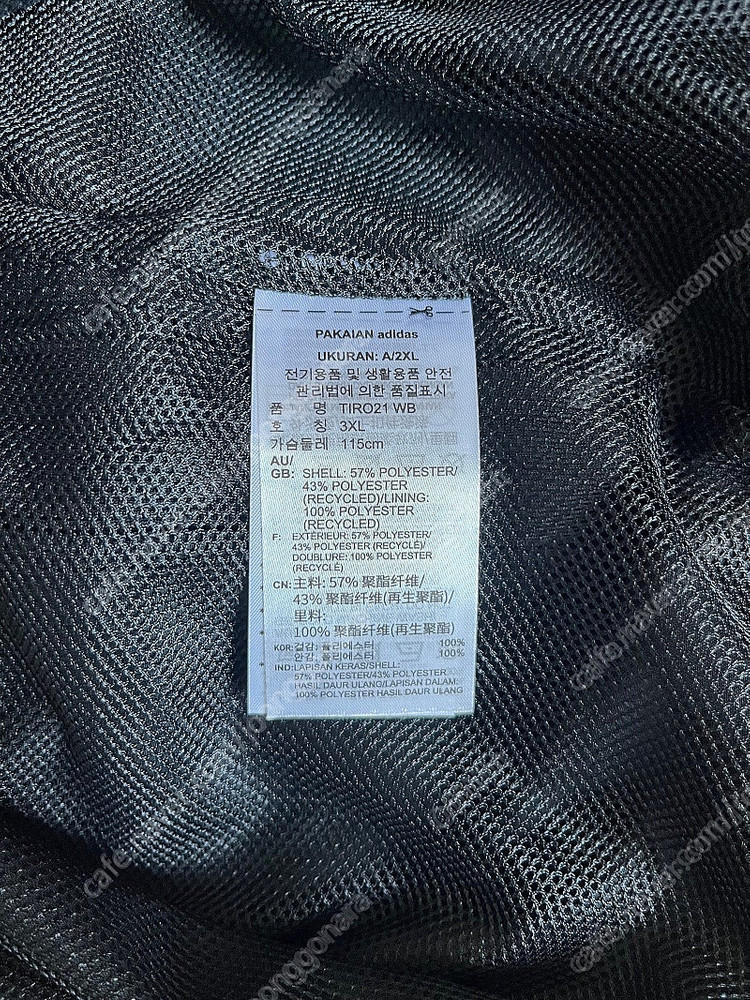 PAKAIAN adidas
UKURAN: A/2XL
전기용품 및 생활용품 안전
관리법에 의한 품질표시
품 명 TIRO21 WB
호 칭 3XL
가슴둘레 115cm
AU/
GB: SHELL: 57% POLYESTER/
43% POLYESTER
(RECYCLED)/LINING:
100% POLYESTER
(RECYCLED)
F: EXTÉRIEUR: 57% POLYESTER/
43% POLYESTER (RECYCLÉ)/
DOUBLURE: 100% POLYESTER
(RECYCLÉ)
CN: 主料: 57% 聚酯纤维/
43% 聚酯纤维(再生聚酯)/
里料:
100% 聚酯纤维(再生聚酯)
KOR:겉감: 폴리에스터 100%
안감: 폴리에스터 100%
IND:LAPISAN KERAS/SHELL:
57% POLYESTER/43% POLYESTER
HASIL DAUR ULANG/LAPISAN DALAM:
100% POLYESTER HASIL DAUR ULANG